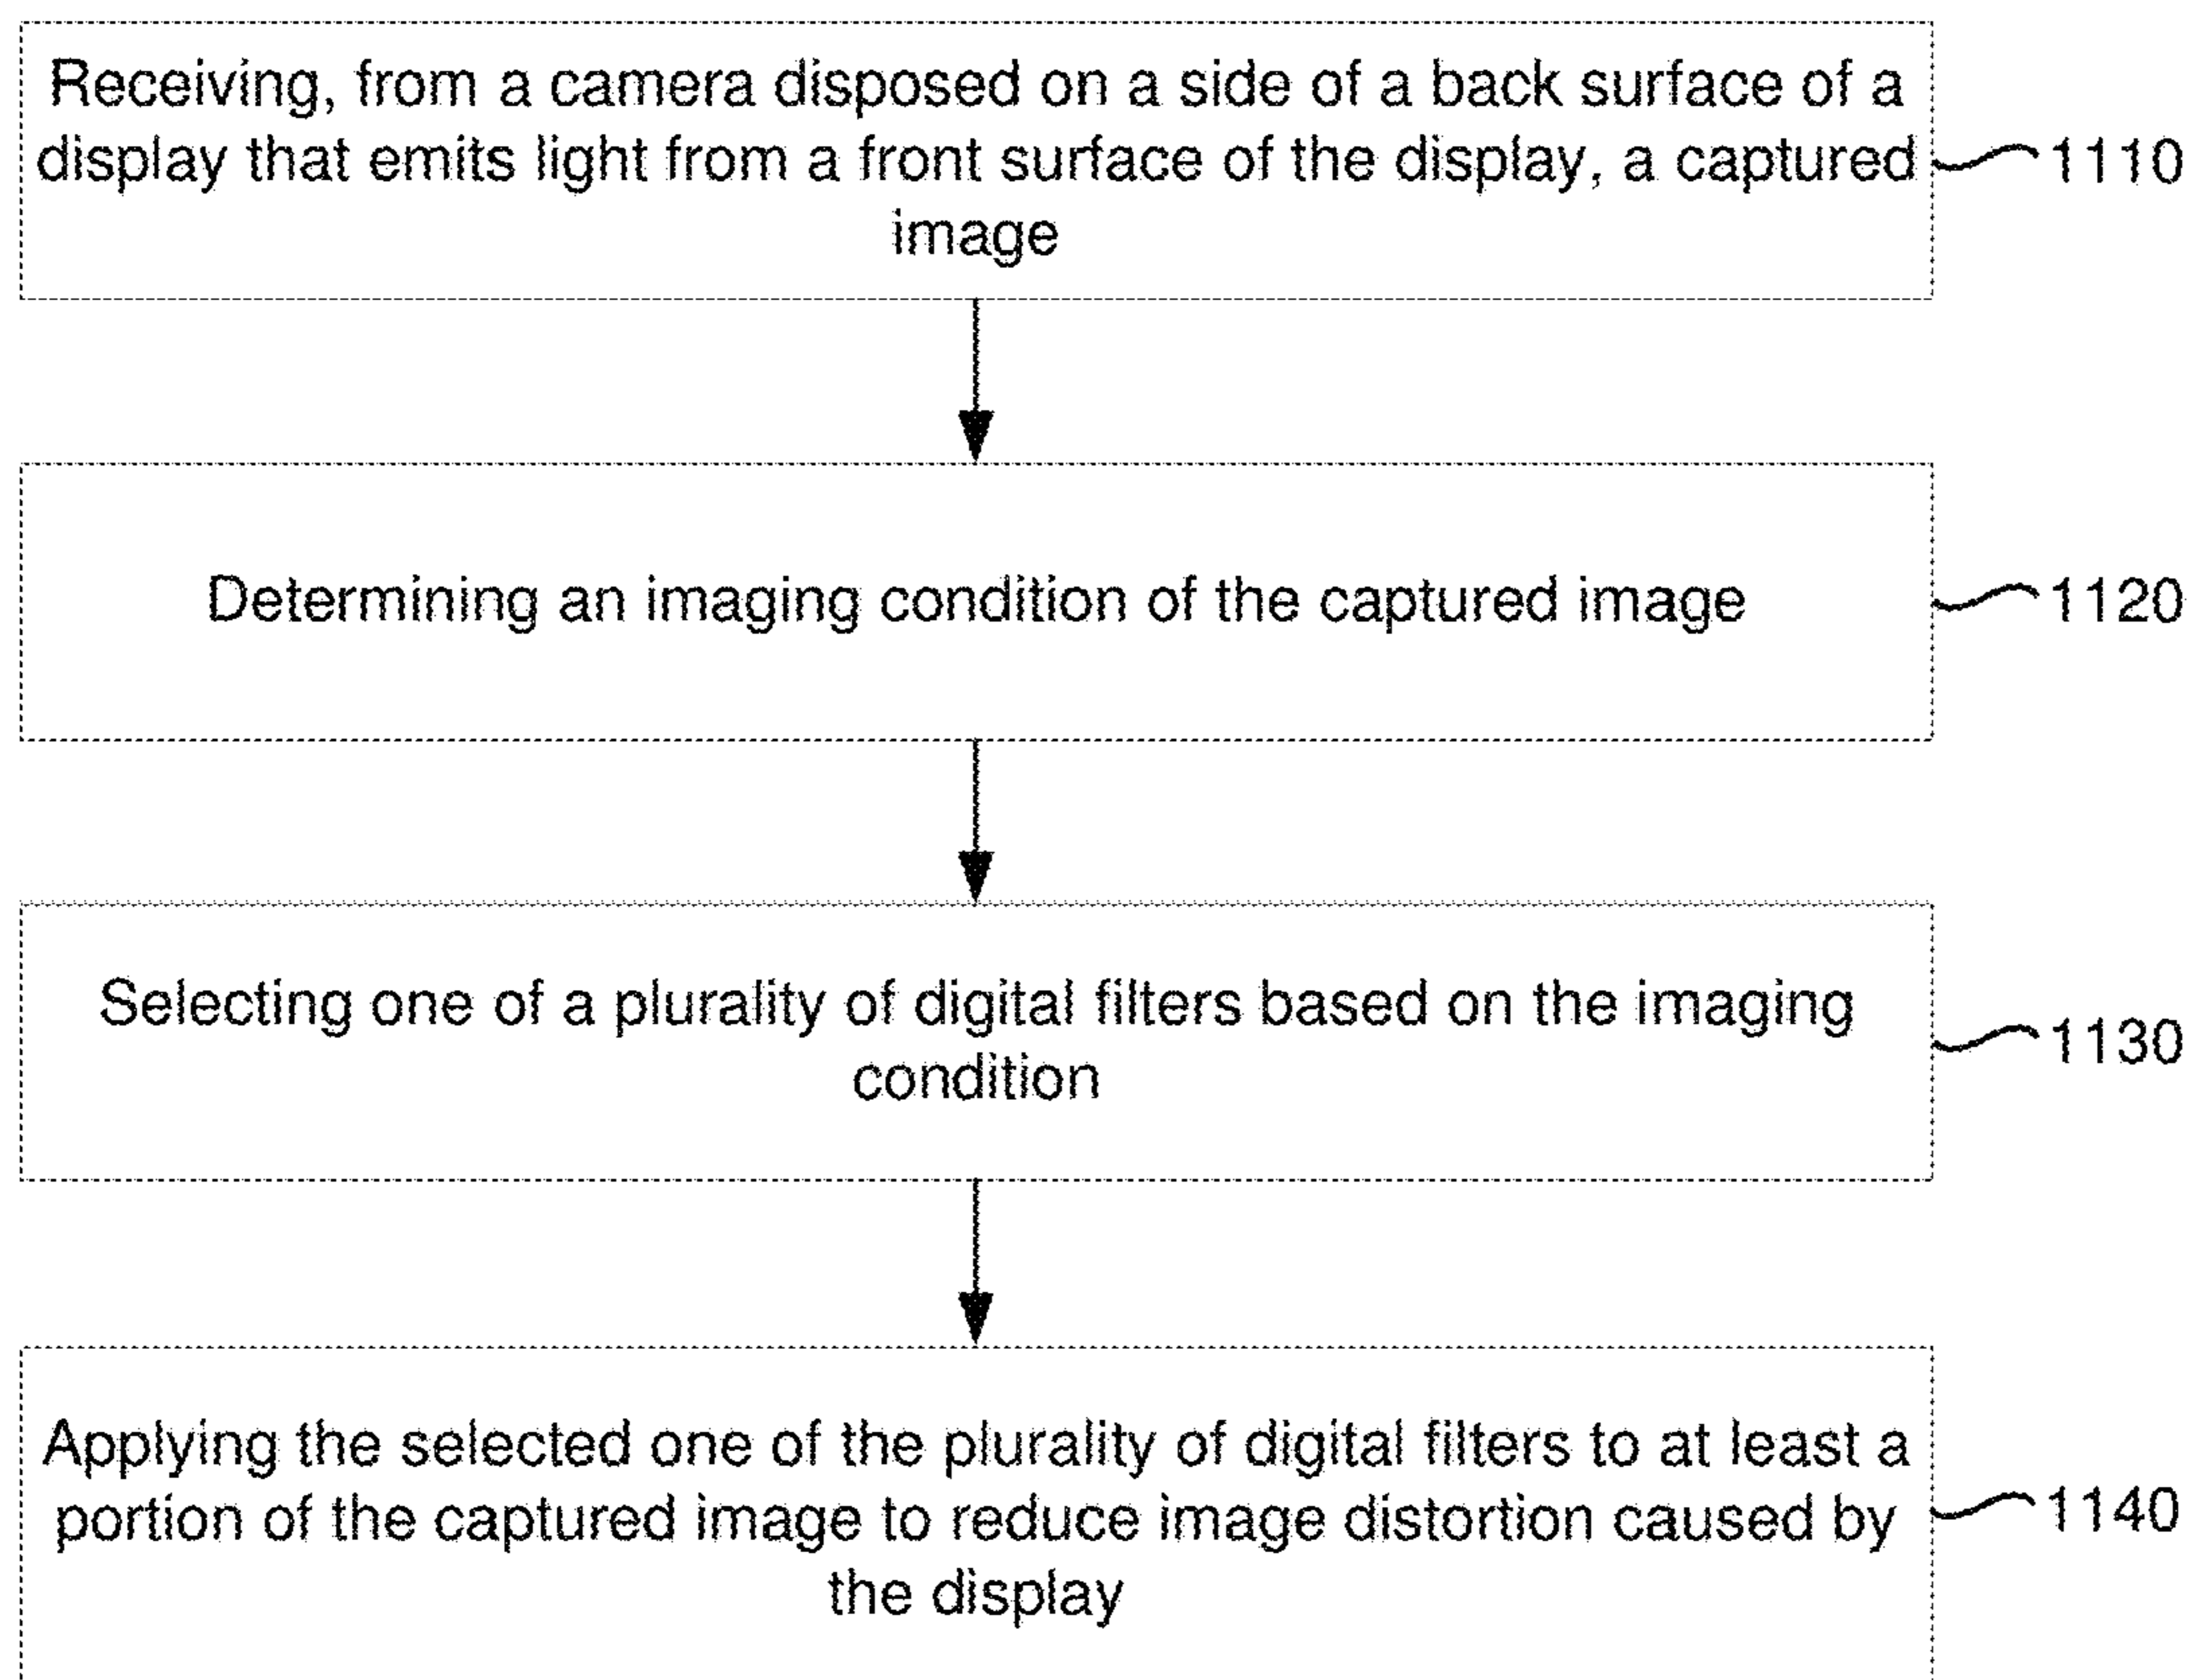 Receiving, from a camera disposed on a side of a back surface of a
display that emits light from a front surface of the display, a captured
image
1110
Determining an imaging condition of the captured image
1120
Selecting one of a plurality of digital filters based on the imaging
condition
1130
Applying the selected one of the plurality of digital filters to at least a
portion of the captured image to reduce image distortion caused by
the display
1140